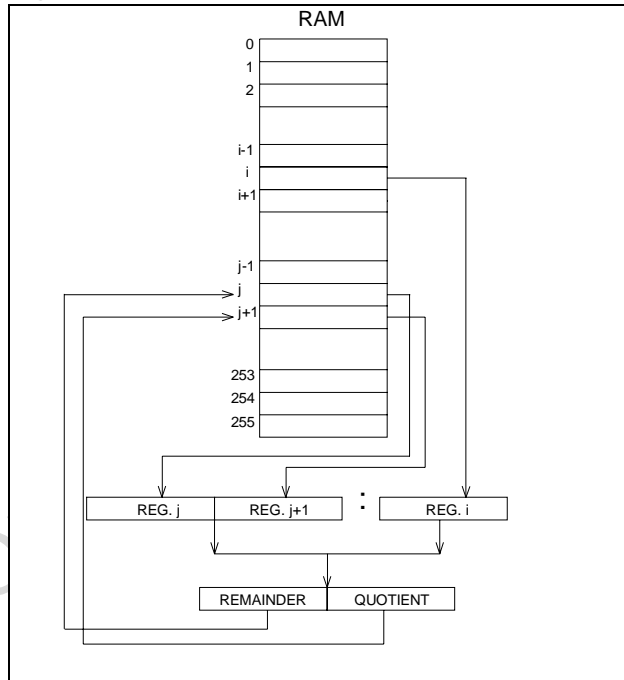 RAM
0
1
2
i-1
i
i+1
j-1
j
j+1
253
254
255
REG. j REG. j+1 : REG. i
REMAINDER QUOTIENT